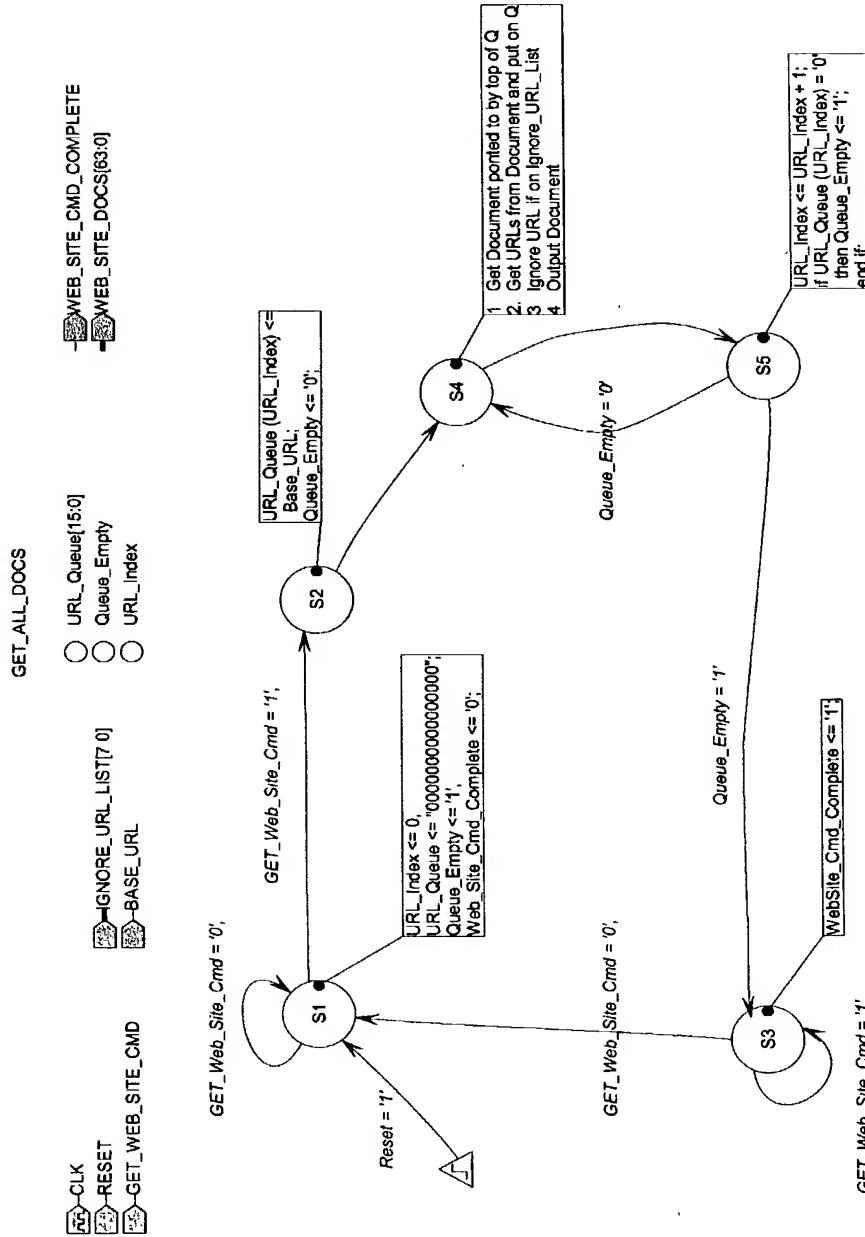 GET_ALL_DOCS
CLK
RESET
GET_WEB_SITE_CMD
IGNORE_URL_LIST[7 0]
BASE_URL
URL_Queue[15:0]
Queue_Empty
URL_Index
WEB_SITE_CMD_COMPLETE
WEB_SITE_DOCS[63:0]
GET_Web_Site_Cmd = '0',
Reset = '1'
S1
URL_Index <= 0,
URL_Queue <= "0000000000000000";
Queue_Empty <= '1',
Web_Site_Cmd_Complete <= '0';
GET_Web_Site_Cmd = '1',
S2
URL_Queue (URL_Index) <=
Base_URL;
Queue_Empty <= '0';
S4
1 Get Document ponted to by top of Q
2. Get URLs from Document and put on Q
3 Ignore URL if on Ignore_URL_List
4 Output Document
Queue_Empty = '0'
S5
URL_Index <= URL_Index + 1;
if URL_Queue (URL_Index) = '0'
then Queue_Empty <= '1';
end if;
Queue_Empty = '1'
GET_Web_Site_Cmd = '0',
S3
WebSite_Cmd_Complete <= '1';
GET_Web_Site_Cmd = '1'